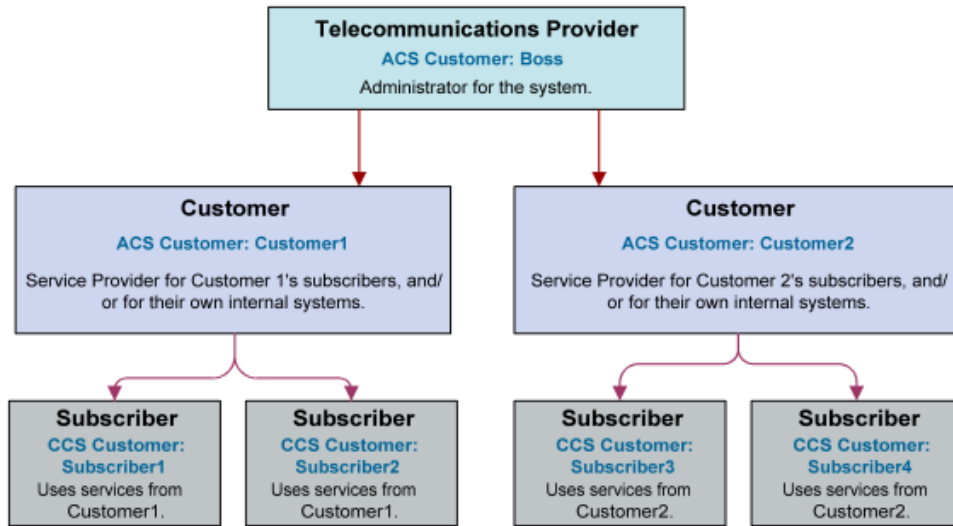 Telecommunications Provider
ACS Customer: Boss
Administrator for the system.
Customer
ACS Customer: Customer1
Service Provider for Customer 1's subscribers, and/
or for their own internal systems.
Customer
ACS Customer: Customer2
Service Provider for Customer 2's subscribers, and/
or for their own internal systems.
Subscriber
CCS Customer:
Subscriber1
Uses services from
Customer1.
Subscriber
CCS Customer:
Subscriber2
Uses services from
Customer1.
Subscriber
CCS Customer:
Subscriber3
Uses services from
Customer2.
Subscriber
CCS Customer:
Subscriber4
Uses services from
Customer2.